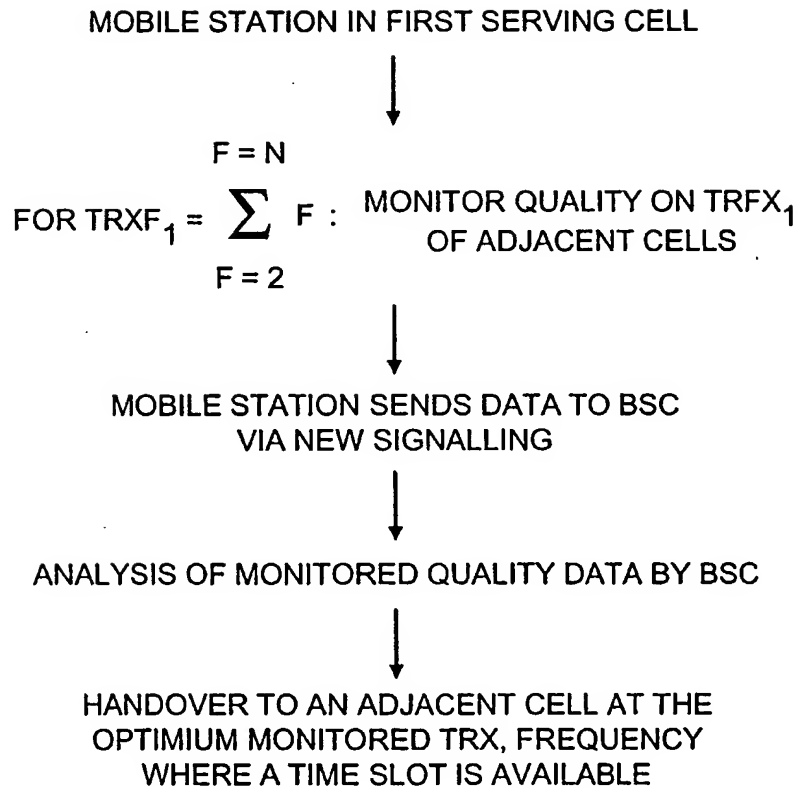 MOBILE STATION IN FIRST SERVING CELL
F = N
FOR TRXF₁ = ∑ F : MONITOR QUALITY ON TRFX₁
OF ADJACENT CELLS
F = 2
MOBILE STATION SENDS DATA TO BSC
VIA NEW SIGNALLING
ANALYSIS OF MONITORED QUALITY DATA BY BSC
HANDOVER TO AN ADJACENT CELL AT THE
OPTIMIUM MONITORED TRX, FREQUENCY
WHERE A TIME SLOT IS AVAILABLE